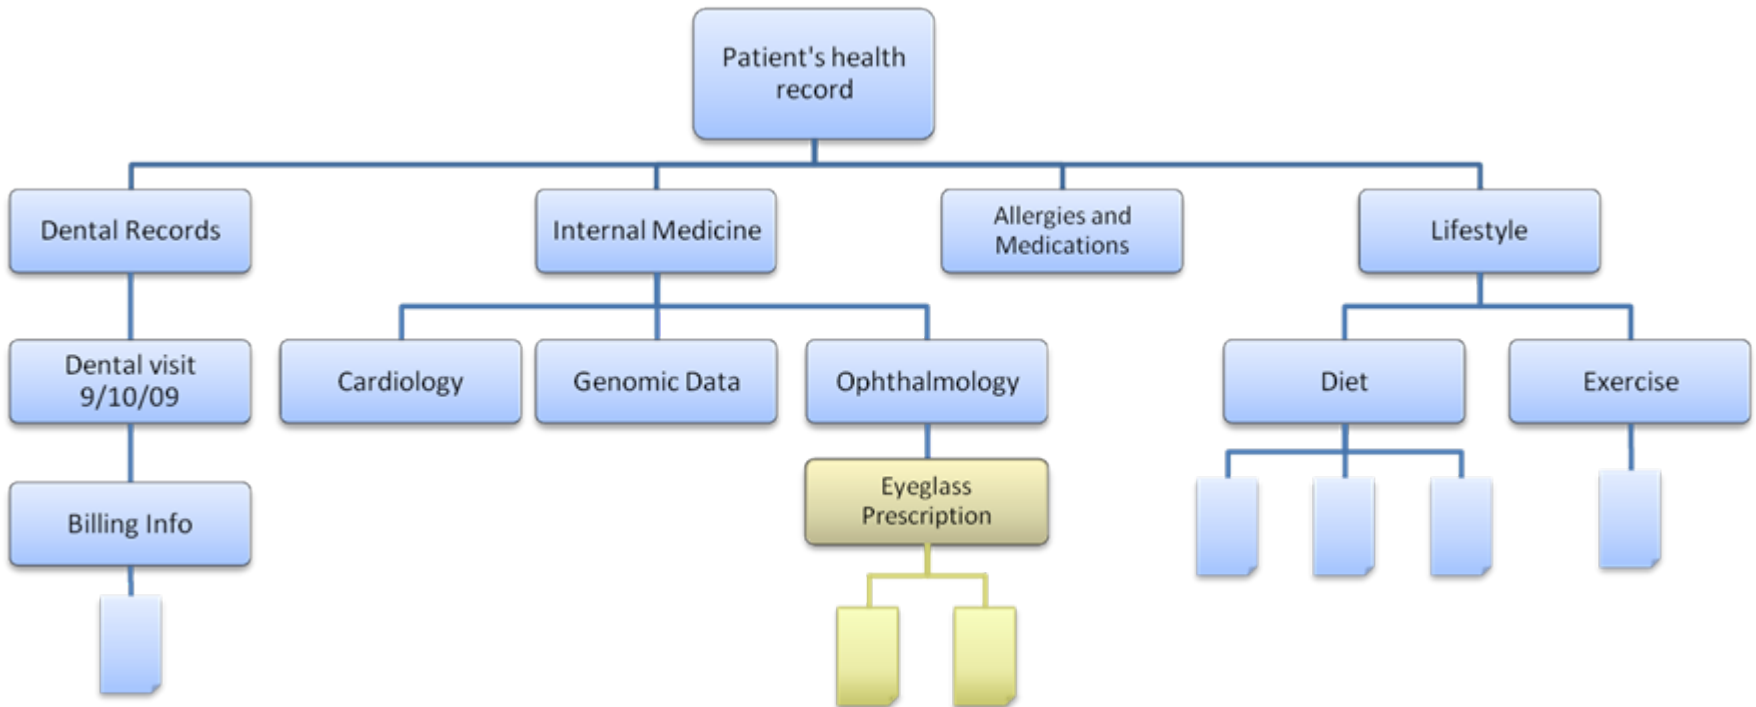 Patient's health
record
Dental Records
Internal Medicine
Allergies and
Medications
Lifestyle
Dental visit
9/10/09
Cardiology
Genomic Data
Ophthalmology
Diet
Exercise
Billing Info
Eyeglass
Prescription